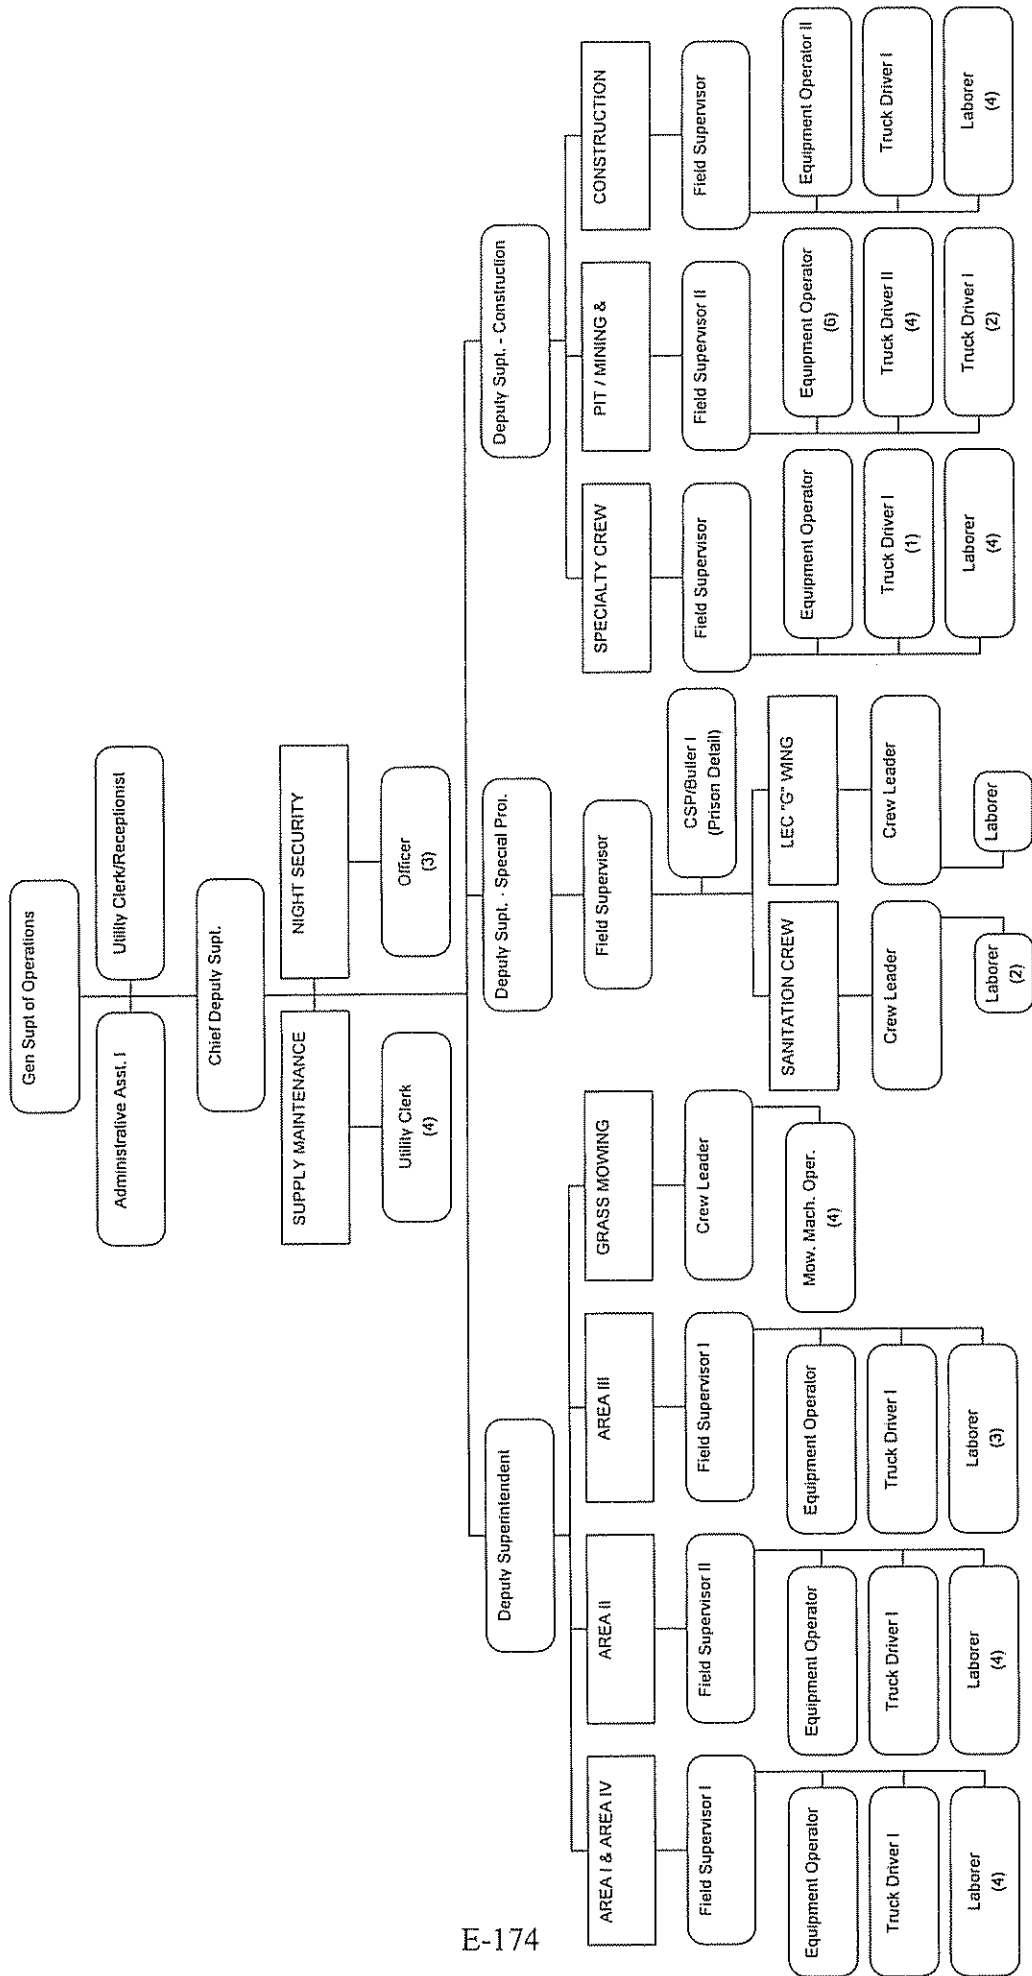 Gen Supt of Operations
Administrative Asst. I
Utility Clerk/Receptionist
Chief Deputy Supt.
SUPPLY MAINTENANCE
NIGHT SECURITY
Utility Clerk
(4)
Officer
(3)
Deputy Superintendent
Deputy Supt. - Special Proj.
Deputy Supt. - Construction
AREA I & AREA IV
Field Supervisor I
Equipment Operator
Truck Driver I
Laborer
(4)
AREA II
Field Supervisor II
Equipment Operator
Truck Driver I
Laborer
(4)
AREA III
Field Supervisor I
Equipment Operator
Truck Driver I
Laborer
(3)
GRASS MOWING
Crew Leader
Mow. Mach. Oper.
(4)
Field Supervisor
CSP/Butler I
(Prison Detail)
SANITATION CREW
Crew Leader
Laborer
(2)
LEC "G" WING
Crew Leader
Laborer
SPECIALTY CREW
Field Supervisor
Equipment Operator
Truck Driver I
(1)
Laborer
(4)
PIT / MINING &
Field Supervisor II
Equipment Operator
(6)
Truck Driver II
(4)
Truck Driver I
(2)
CONSTRUCTION
Field Supervisor
Equipment Operator II
Truck Driver I
Laborer
(4)
E-174